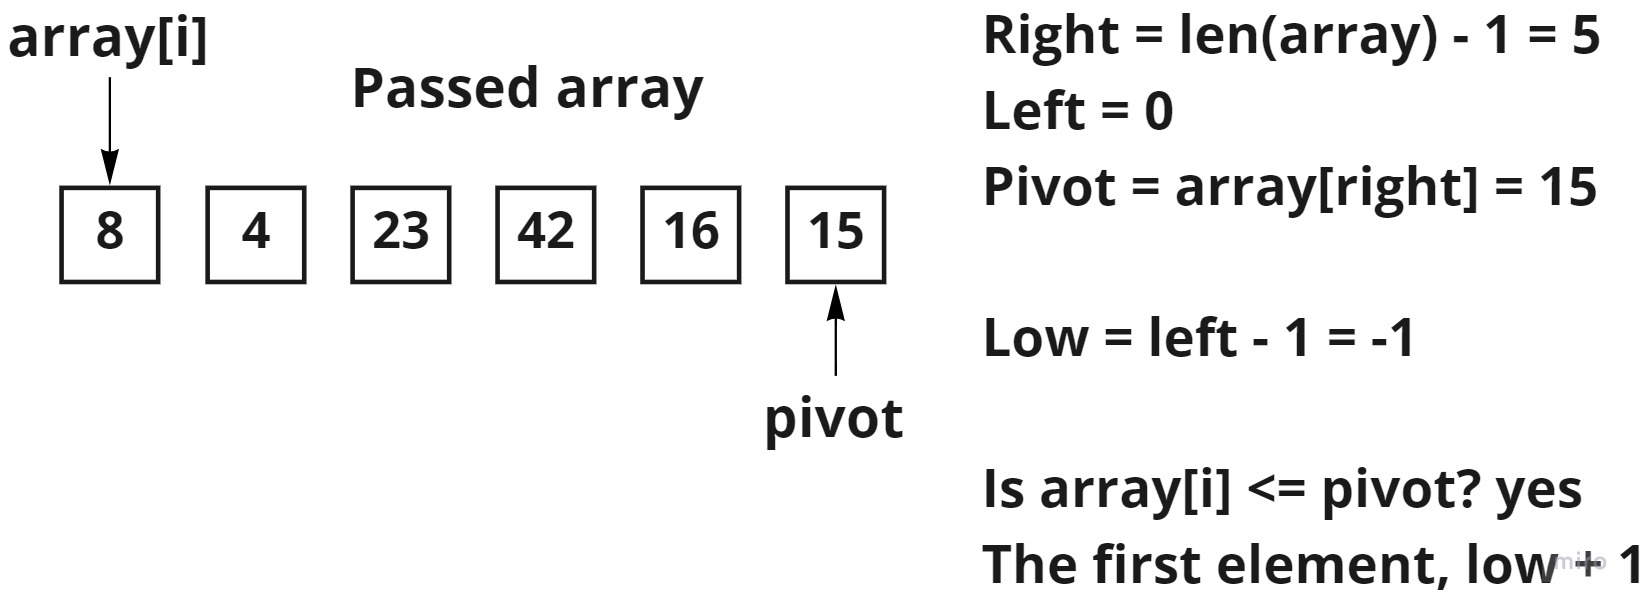 array[i]
Passed array
8 4 23 42 16 15
pivot
Right = len(array) - 1 = 5
Left = 0
Pivot = array[right] = 15
Low = left - 1 = -1
Is array[i] <= pivot? yes
The first element, low + 1
miro